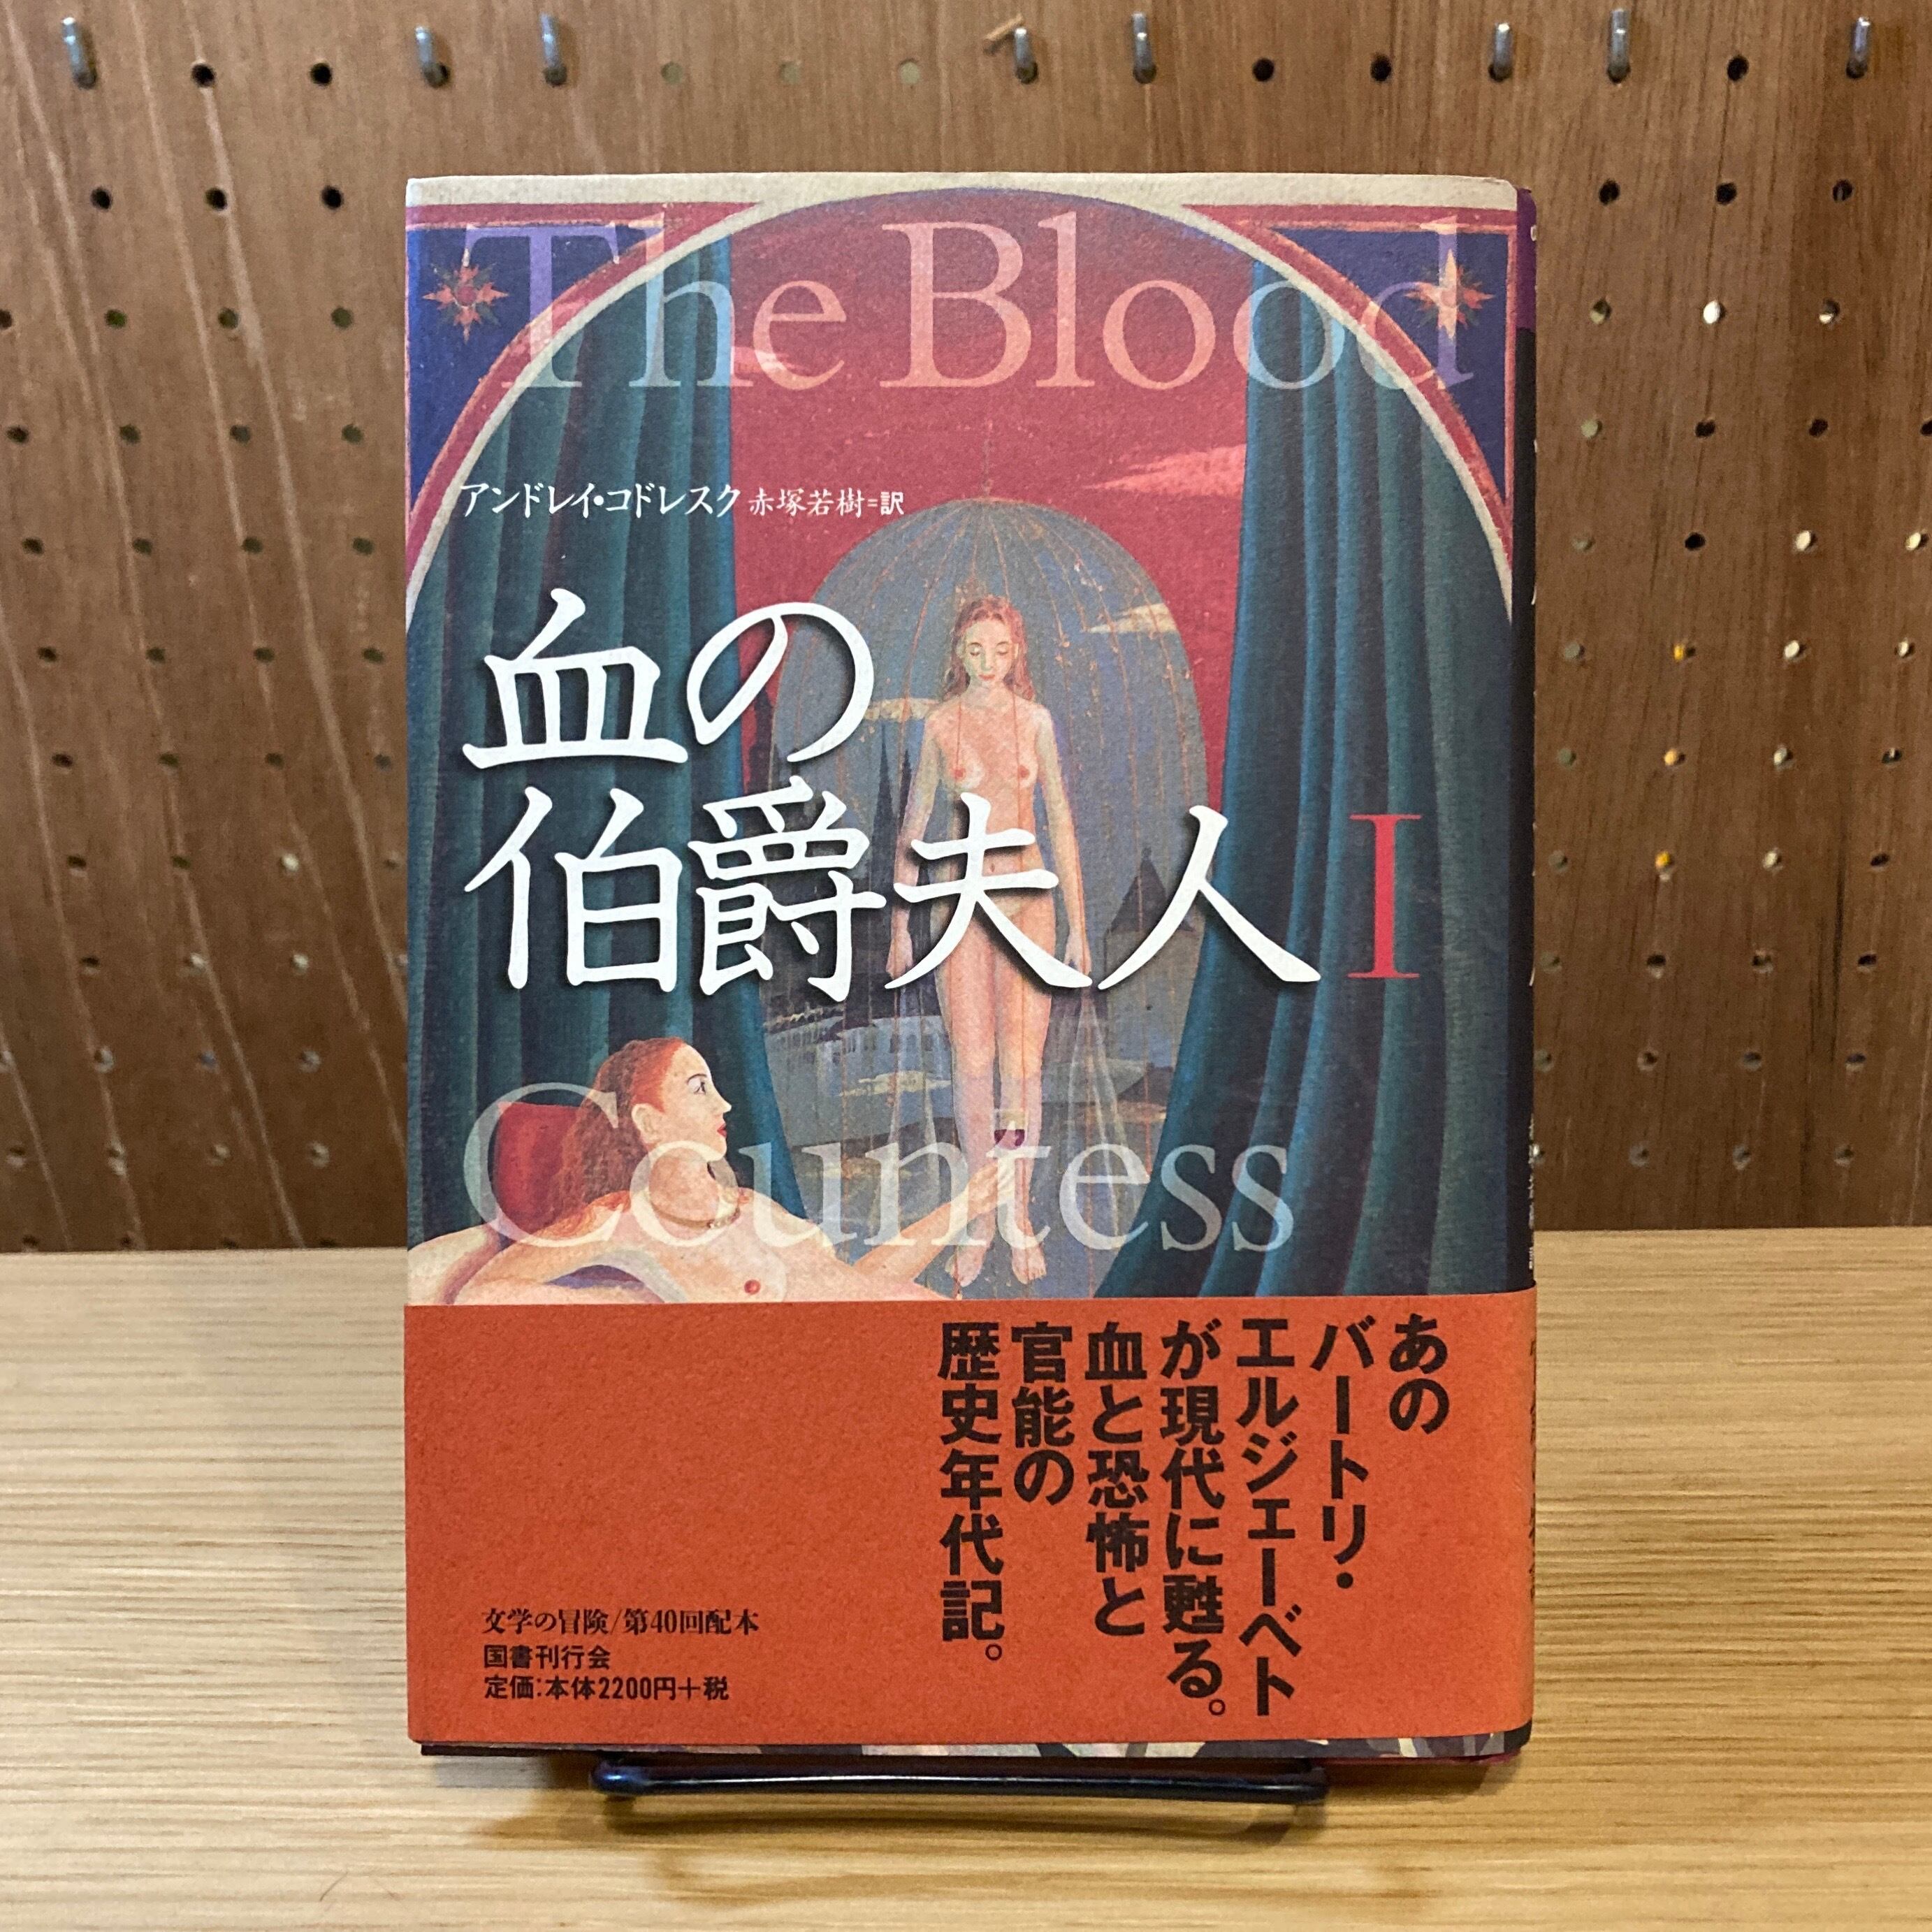 The Blood
アンドレイ・コドレスク 赤塚若樹=訳
血の
伯爵夫人 I
Countess
あの
バートリ・
エルジェーベト
が現代に甦る。
血と恐怖と
官能の
歴史年代記。
文学の冒険/第40回配本
国書刊行会
定価:本体2200円+税